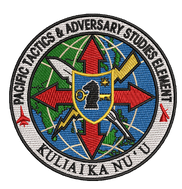 PACIFIC TACTICS & ADVERSARY STUDIES ELEMENT
KULIAIKA NU'U